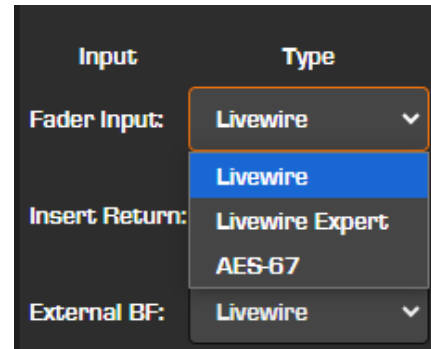 Input Type
Fader Input: Livewire
Livewire
Insert Return: Livewire Expert
AES-67
External BF: Livewire